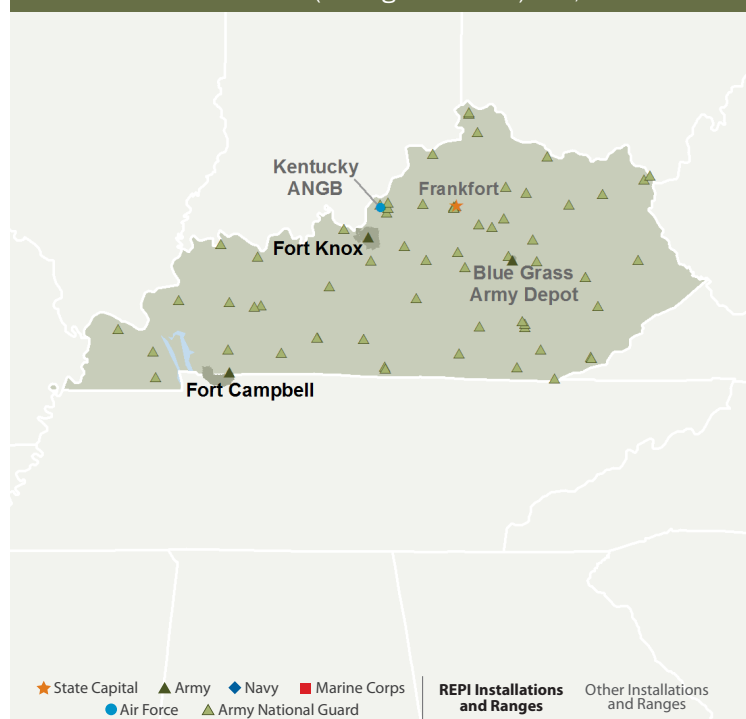 Kentucky
ANGB
Frankfort
Fort Knox
Blue Grass
Army Depot
Fort Campbell
State Capital
Army
Navy
Marine Corps
Air Force
Army National Guard
REPI Installations
and Ranges
Other Installations
and Ranges